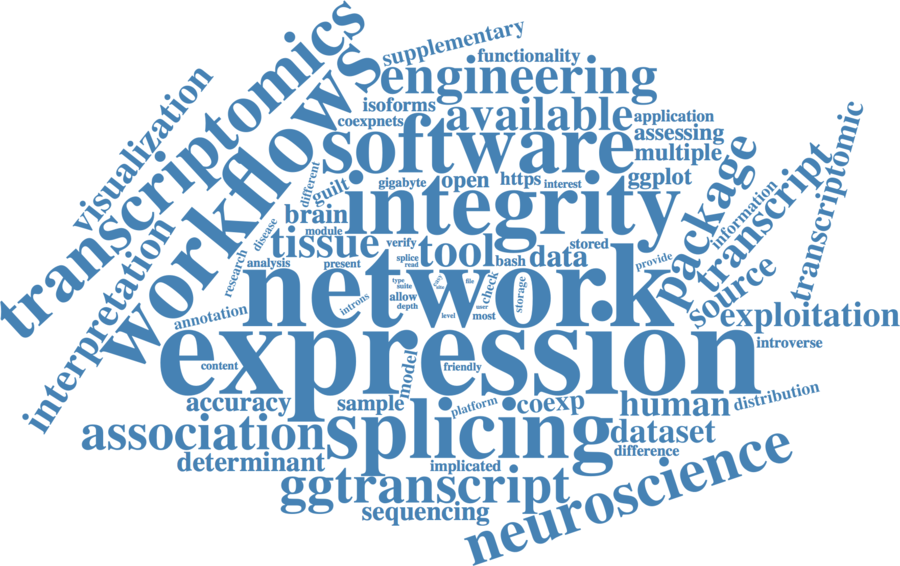 supplementary
functionality
engineering
transcriptomics
workflows
visualization
isoforms
available
application
coexpnets
software
assessing
multiple
different
guilt
gigabyte
open
https
interest
ggplot
package
transcript
transcriptomic
information
brain
integrity
module
disease
tissue
verify
tool
stored
data
bash
splice
read
research
analysis
present
provide
source
interpretation
network
type
suite
easy
file
check
storage
user
allow
depth
introns
level
most
annotation
exploitation
expression
introverse
content
model
friendly
accuracy
sample
platform
coexp
human
distribution
association
splicing
dataset
difference
determinant
implicated
ggtranscript
neuroscience
sequencing